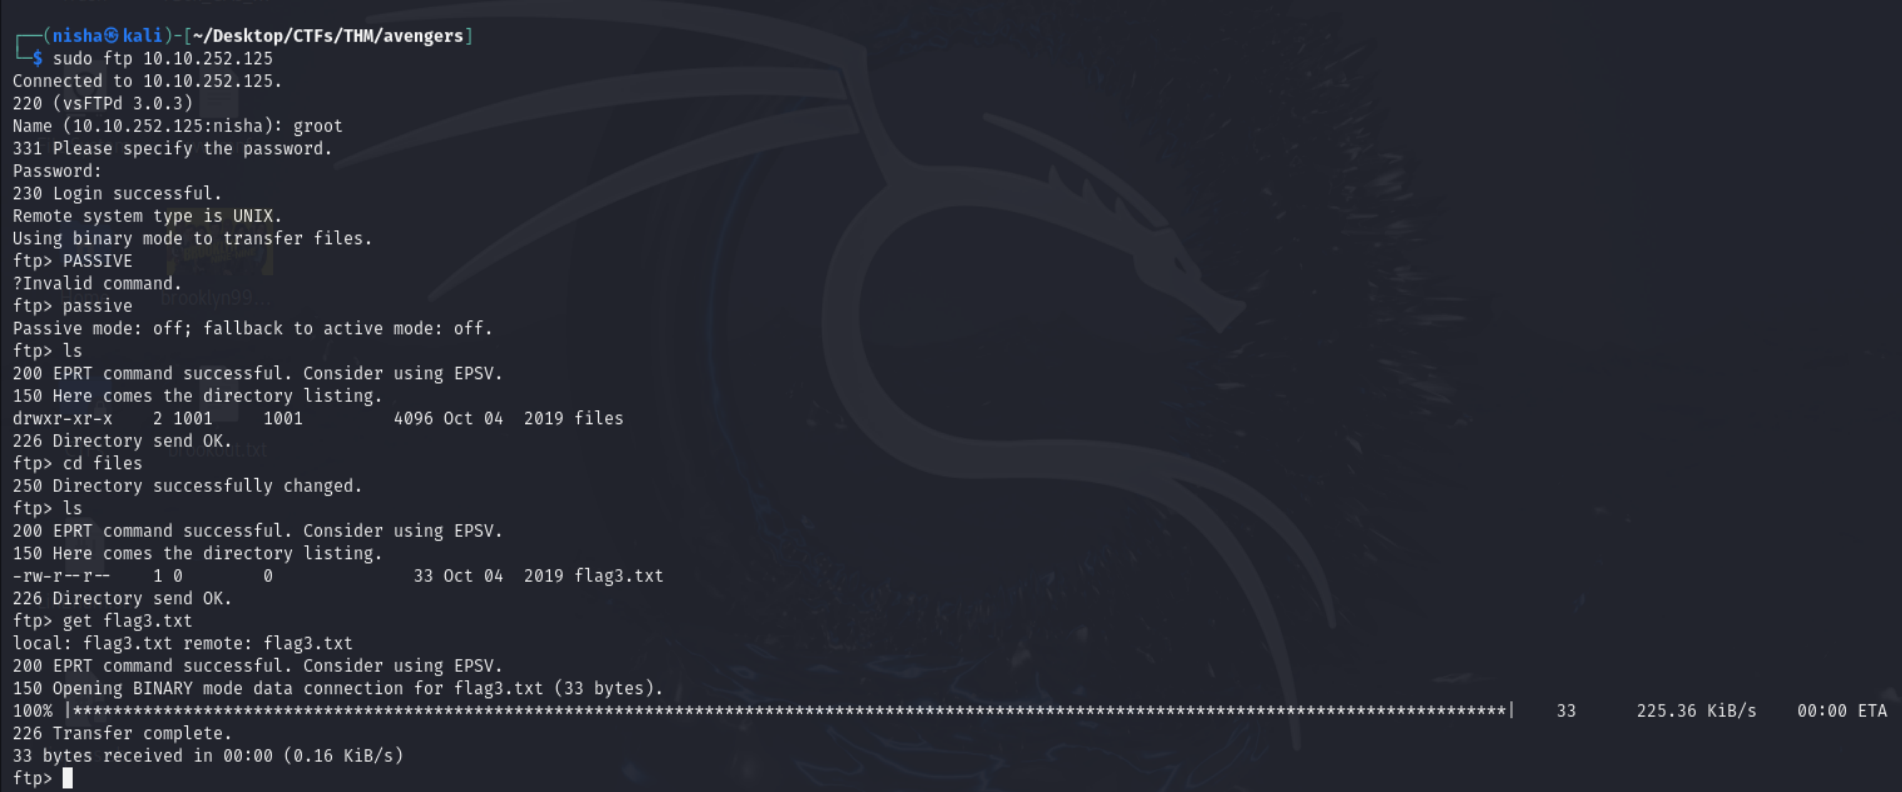 ┌──(nisha㉿kali)-[~/Desktop/CTFs/THM/avengers]
└─$ sudo ftp 10.10.252.125
Connected to 10.10.252.125.
220 (vsFTPd 3.0.3)
Name (10.10.252.125:nisha): groot
331 Please specify the password.
Password:
230 Login successful.
Remote system type is UNIX.
Using binary mode to transfer files.
ftp> PASSIVE
?Invalid command.
brooklyn99...
ftp> passive
Passive mode: off; fallback to active mode: off.
ftp> ls
200 EPRT command successful. Consider using EPSV.
150 Here comes the directory listing.
drwxr-xr-x    2 1001     1001         4096 Oct 04  2019 files
226 Directory send OK.
ftp> cd files
250 Directory successfully changed.
ftp> ls
200 EPRT command successful. Consider using EPSV.
150 Here comes the directory listing.
-rw-r--r--    1 0        0              33 Oct 04  2019 flag3.txt
226 Directory send OK.
ftp> get flag3.txt
local: flag3.txt remote: flag3.txt
200 EPRT command successful. Consider using EPSV.
150 Opening BINARY mode data connection for flag3.txt (33 bytes).
100% |***********************************************************************************************************************************************|    33      225.36 KiB/s    00:00 ETA
226 Transfer complete.
33 bytes received in 00:00 (0.16 KiB/s)
ftp>